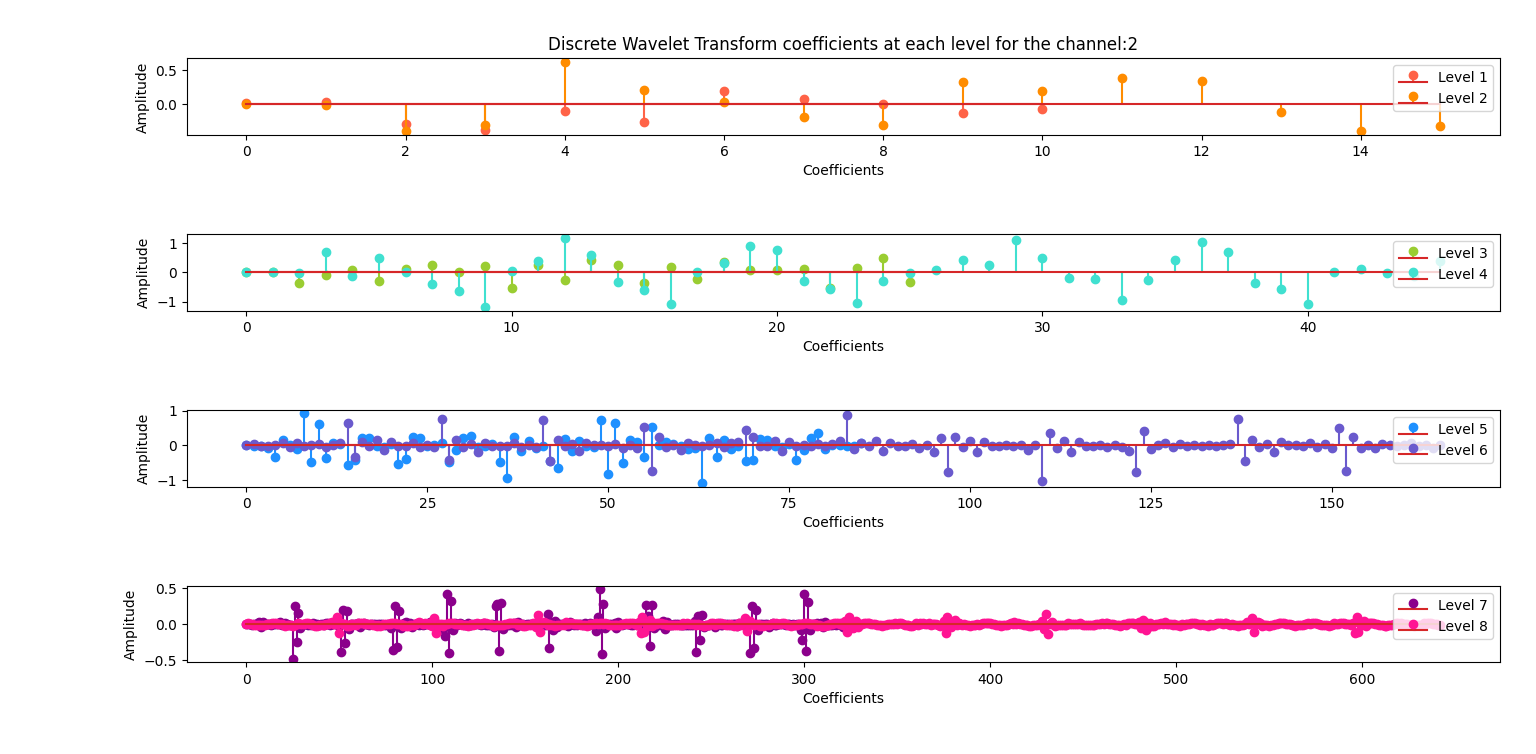 Discrete Wavelet Transform coefficients at each level for the channel:2
Amplitude
0.5
0.0
Level 1
Level 2
0 2 4 6 8 10 12 14
Coefficients
Amplitude
1
0
−1
Level 3
Level 4
0 10 20 30 40
Coefficients
Amplitude
1
0
−1
Level 5
Level 6
0 25 50 75 100 125 150
Coefficients
Amplitude
0.5
0.0
−0.5
Level 7
Level 8
0 100 200 300 400 500 600
Coefficients